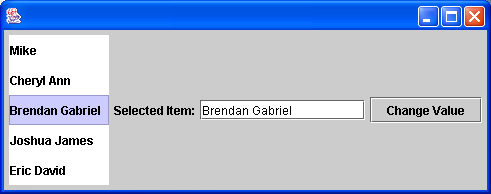 Mike
Cheryl Ann
Brendan Gabriel
Selected Item: Brendan Gabriel Change Value
Joshua James
Eric David